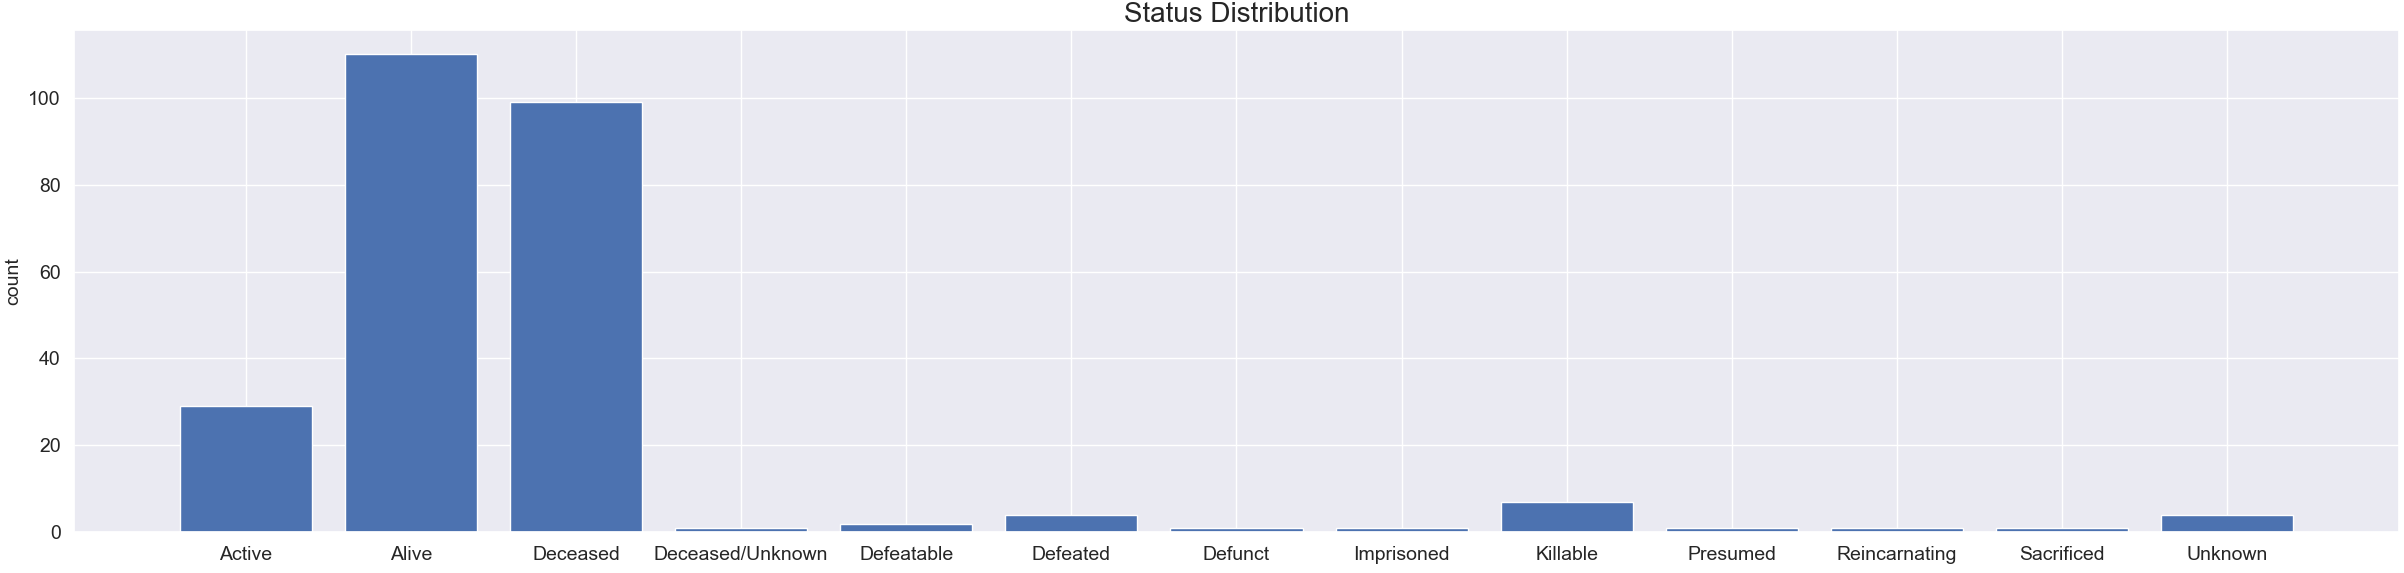 Status Distribution
count
100
80
60
40
20
0
Active Alive Deceased Deceased/Unknown Defeatable Defeated Defunct Imprisoned Killable Presumed Reincarnating Sacrificed Unknown